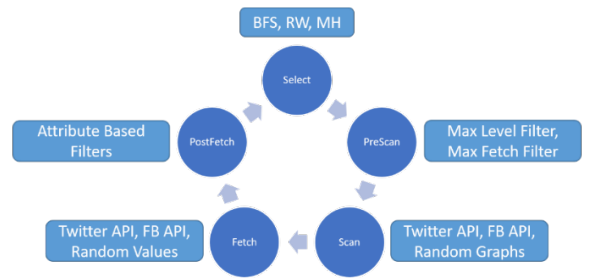 BFS, RW, MH
Select
Attribute Based
Filters
PostFetch
PreScan
Max Level Filter,
Max Fetch Filter
Twitter API, FB API,
Random Values
Fetch
Scan
Twitter API, FB API,
Random Graphs